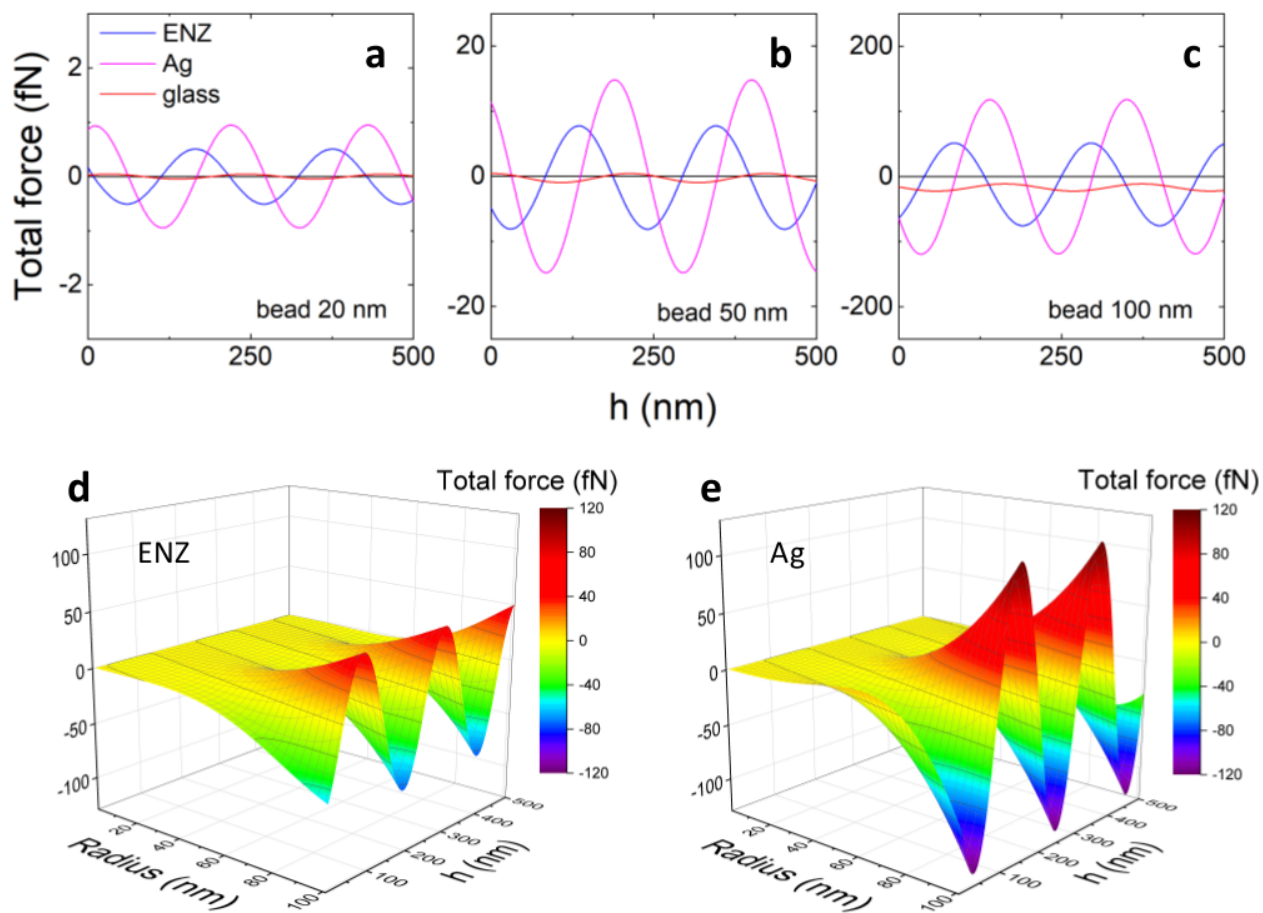 ENZ
Ag
glass
a
b
c
2
0
-2
20
0
-20
200
0
-200
Total force (fN)
bead 20 nm
bead 50 nm
bead 100 nm
0 250 500
0 250 500
0 250 500
h (nm)
d
Total force (fN)
ENZ
100
50
0
-50
-100
120
80
40
0
-40
-80
-120
20 40 60 80 100
Radius (nm)
100 200 300 400 500
h (nm)
e
Total force (fN)
Ag
100
50
0
-50
-100
120
80
40
0
-40
-80
-120
20 40 60 80 100
Radius (nm)
100 200 300 400 500
h (nm)